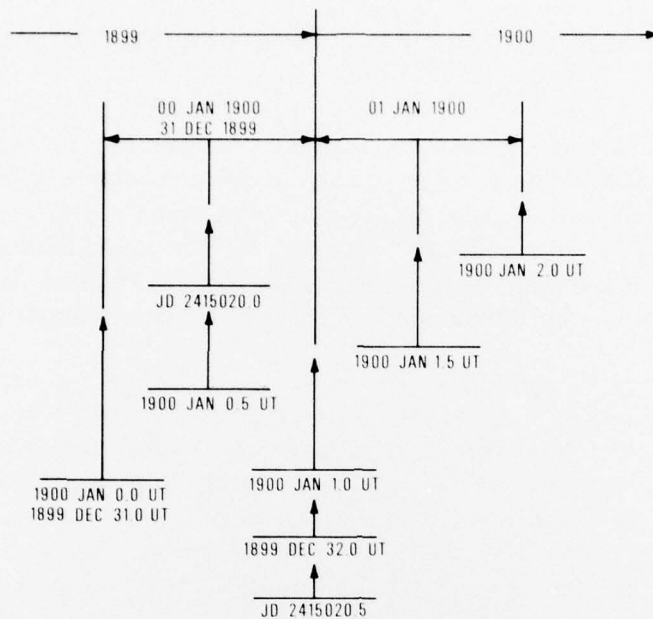 1899
1900
00 JAN 1900
31 DEC 1899
01 JAN 1900
1900 JAN 2.0 UT
JD 2415020.0
1900 JAN 1.5 UT
1900 JAN 0.5 UT
1900 JAN 0.0 UT
1899 DEC 31.0 UT
1900 JAN 1.0 UT
1899 DEC 32.0 UT
JD 2415020.5